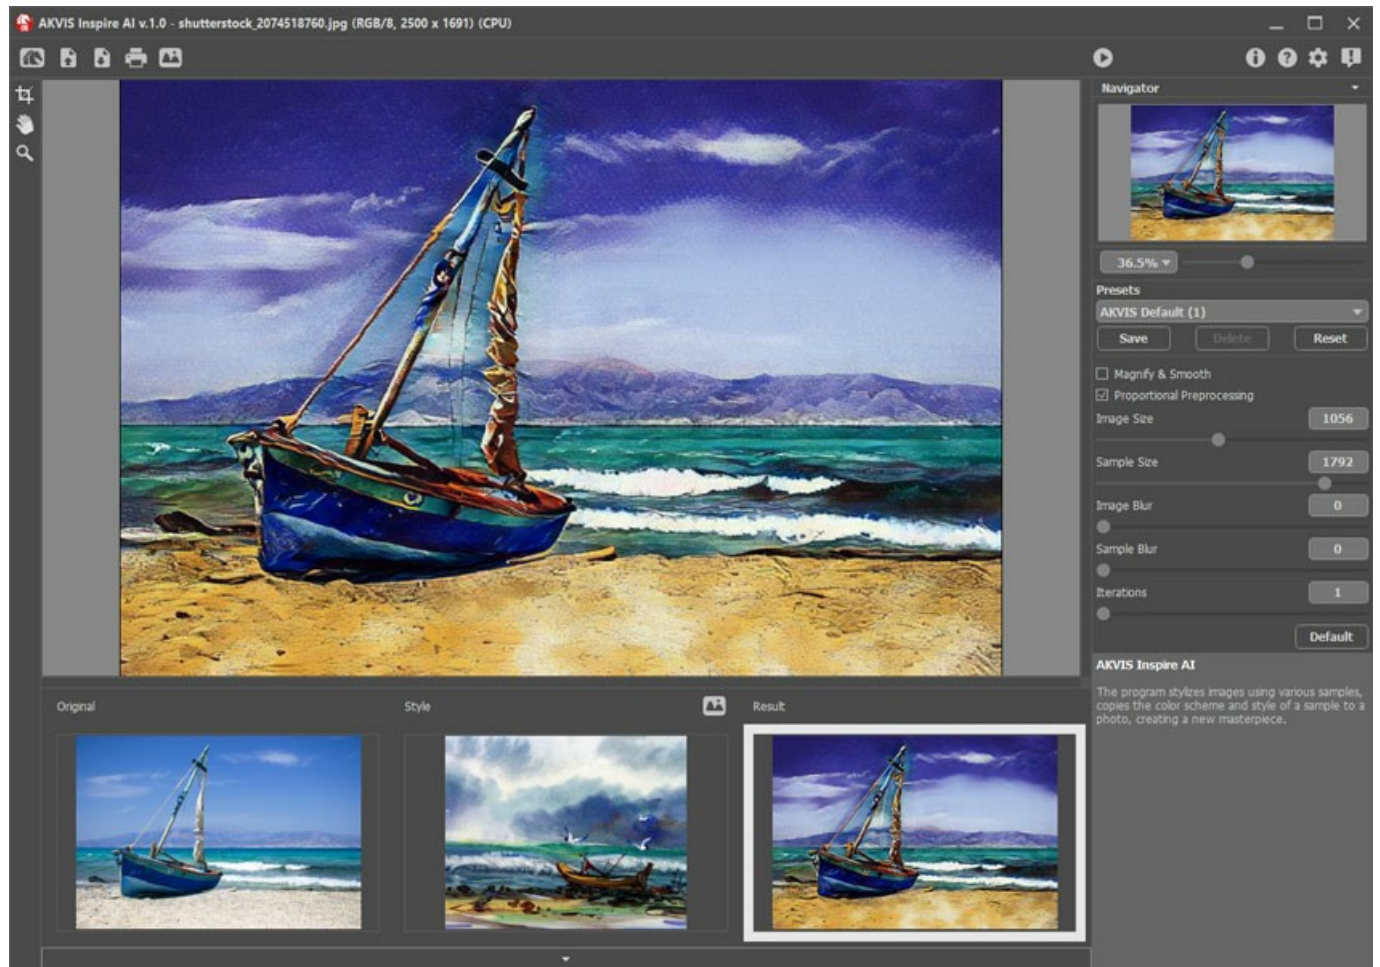 AKVIS Inspire AI v.1.0 - shutterstock_2074518760.jpg (RGB/8, 2500 x 1691) (CPU)
Navigator
36.5%
Presets
AKVIS Default (1)
Save
Delete
Reset
Magnify & Smooth
Proportional Preprocessing
Image Size
1056
Sample Size
1792
Image Blur
0
Sample Blur
0
Iterations
1
Default
AKVIS Inspire AI
The program stylizes images using various samples,
copies the color scheme and style of a sample to a
photo, creating a new masterpiece.
Original
Style
Result